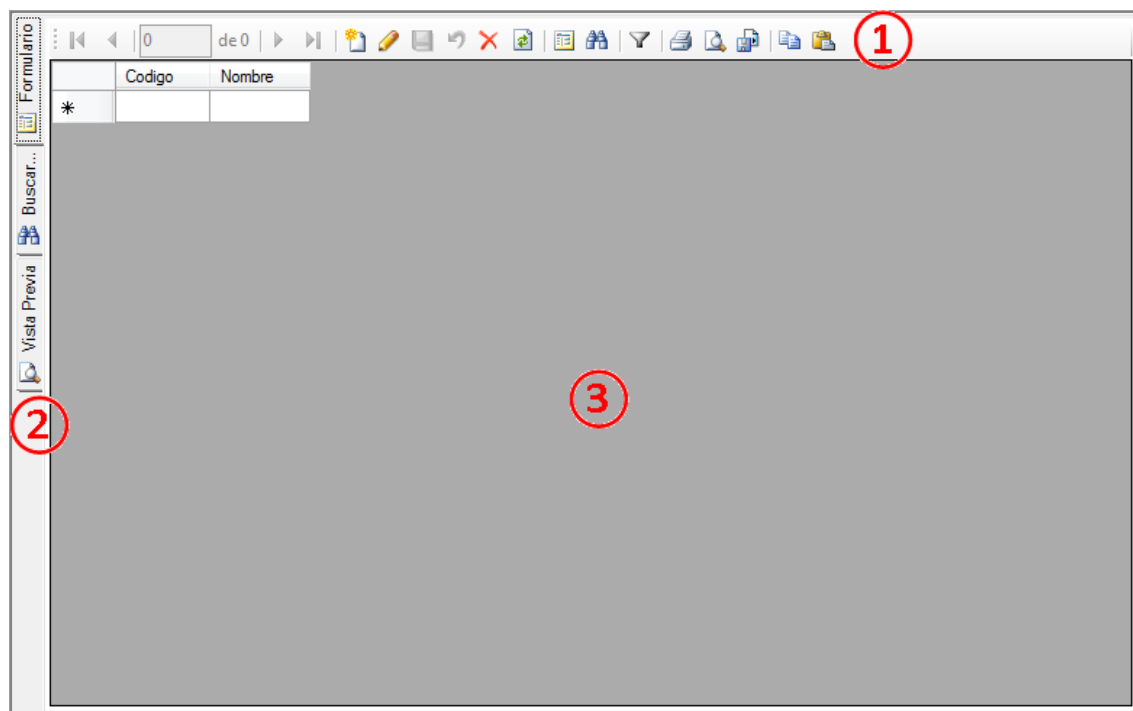 0 de 0 ①
Codigo Nombre
*
Formulario
Buscar...
Vista Previa
②
③